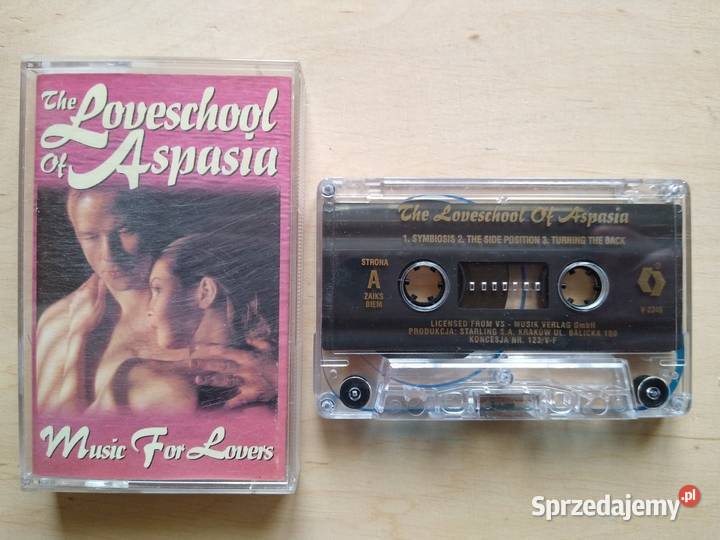 The Loveschool
Of Aspasia
Music For Lovers
The Loveschool Of Aspasia
1. SYMBIOSIS 2. THE SIDE POSITION 3. TURNING THE BACK
STRONA
A
ZAIKS
BIEM
V-2246
LICENSED FROM VS - MUSIK VERLAG GmbH
PRODUKCJA: STARLING S.A. KRAKÓW UL. BALICKA 100
KONCESJA NR. 123/V-F
Sprzedajemy.pl